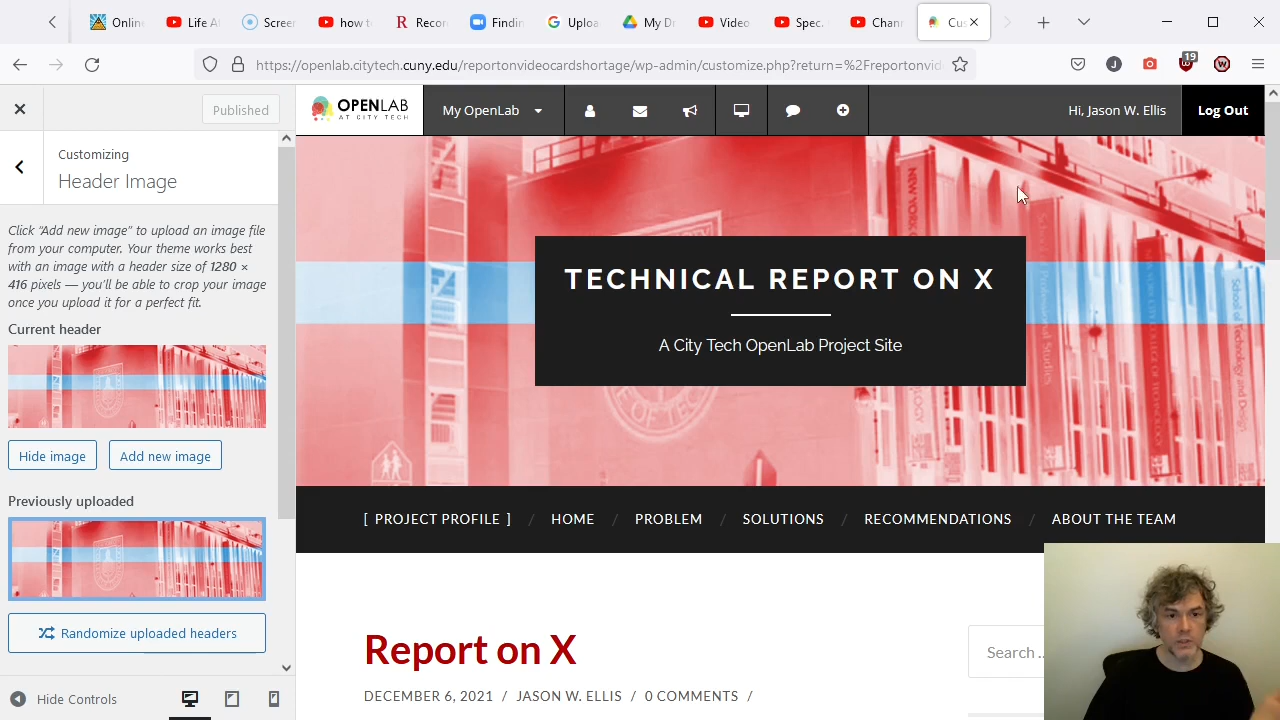 Online
Life A
Screen
how t
Recor
Findin
Uploa
My Dr
Video
Spec.
Chan
Cus
https://openlab.citytech.cuny.edu/reportonvideocardshortage/wp-admin/customize.php?return=%2Freportonvid
19
Published
OPENLAB
AT CITY TECH
My OpenLab
Hi, Jason W. Ellis
Log Out
Customizing
Header Image
Click "Add new image" to upload an image file
from your computer. Your theme works best
with an image with a header size of 1280 ×
416 pixels — you'll be able to crop your image
once you upload it for a perfect fit.
Current header
Hide image
Add new image
Previously uploaded
Randomize uploaded headers
Hide Controls
TECHNICAL REPORT ON X
A City Tech OpenLab Project Site
[ PROJECT PROFILE ] / HOME / PROBLEM / SOLUTIONS / RECOMMENDATIONS / ABOUT THE TEAM
Report on X
DECEMBER 6, 2021 / JASON W. ELLIS / 0 COMMENTS /
Search …